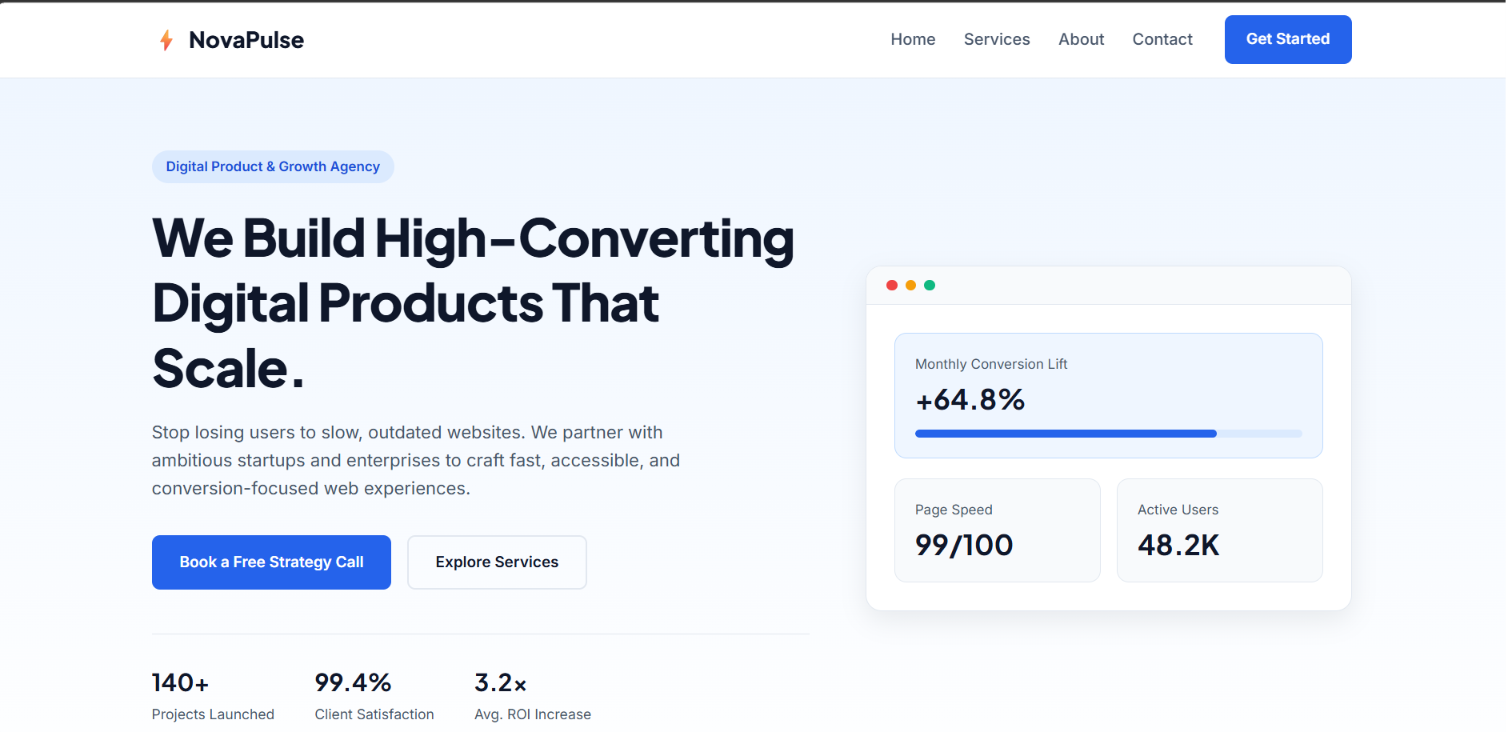 NovaPulse
Home
Services
About
Contact
Get Started
Digital Product & Growth Agency
We Build High-Converting
Digital Products That
Scale.
Stop losing users to slow, outdated websites. We partner with
ambitious startups and enterprises to craft fast, accessible, and
conversion-focused web experiences.
Book a Free Strategy Call
Explore Services
140+
Projects Launched
99.4%
Client Satisfaction
3.2×
Avg. ROI Increase
Monthly Conversion Lift
+64.8%
Page Speed
99/100
Active Users
48.2K